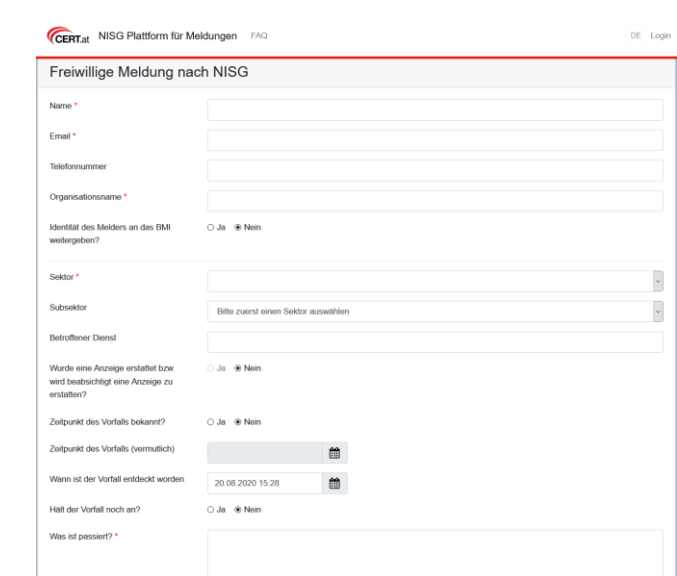 CERT.at NISG Plattform für Meldungen FAQ DE Login
Freiwillige Meldung nach NISG
Name *
Email *
Telefonnummer
Organisationsname *
Identität des Melders an das BMI
weitergeben?
Ja Nein
Sektor *
Subsektor
Bitte zuerst einen Sektor auswählen
Betroffener Dienst
Wurde eine Anzeige erstattet bzw.
wird beabsichtigt eine Anzeige zu
erstatten?
Ja Nein
Zeitpunkt des Vorfalls bekannt?
Ja Nein
Zeitpunkt des Vorfalls (vermutlich)
Wann ist der Vorfall entdeckt worden
20.08.2020 15:28
Hält der Vorfall noch an?
Ja Nein
Was ist passiert? *